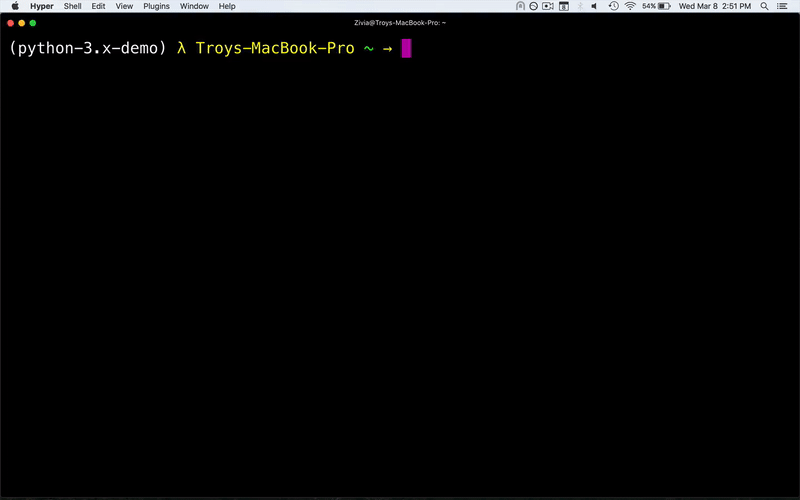 Hyper Shell Edit View Plugins Window Help 8 54% Wed Mar 8 2:51 PM
Zivia@Troys-MacBook-Pro: ~
(python-3.x-demo) λ Troys-MacBook-Pro ~ →